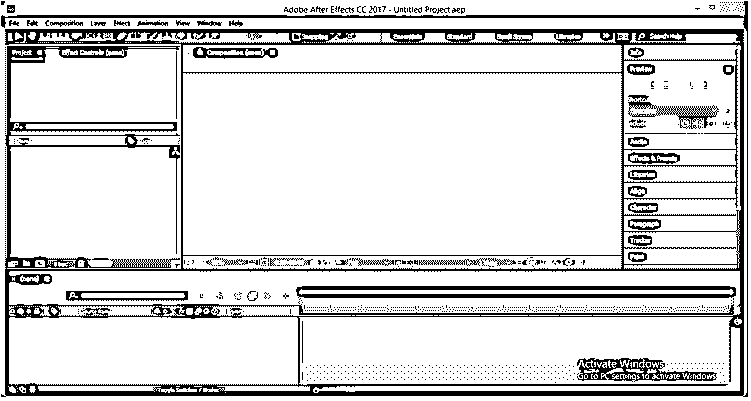 Adobe After Effects CC 2017 - Untitled Project.aep
File Edit Composition Layer Effect Animation View Window Help
Snapping Essentials Standard Small Screen Libraries Search Help
Project Effect Controls (none) Composition (none) Info
Preview
Shortcut
Audio
Effects & Presets
Libraries
Align
Character
Paragraph
Tracker
Paint
(none)
Toggle Switches / Modes
Activate Windows
Go to PC settings to activate Windows.